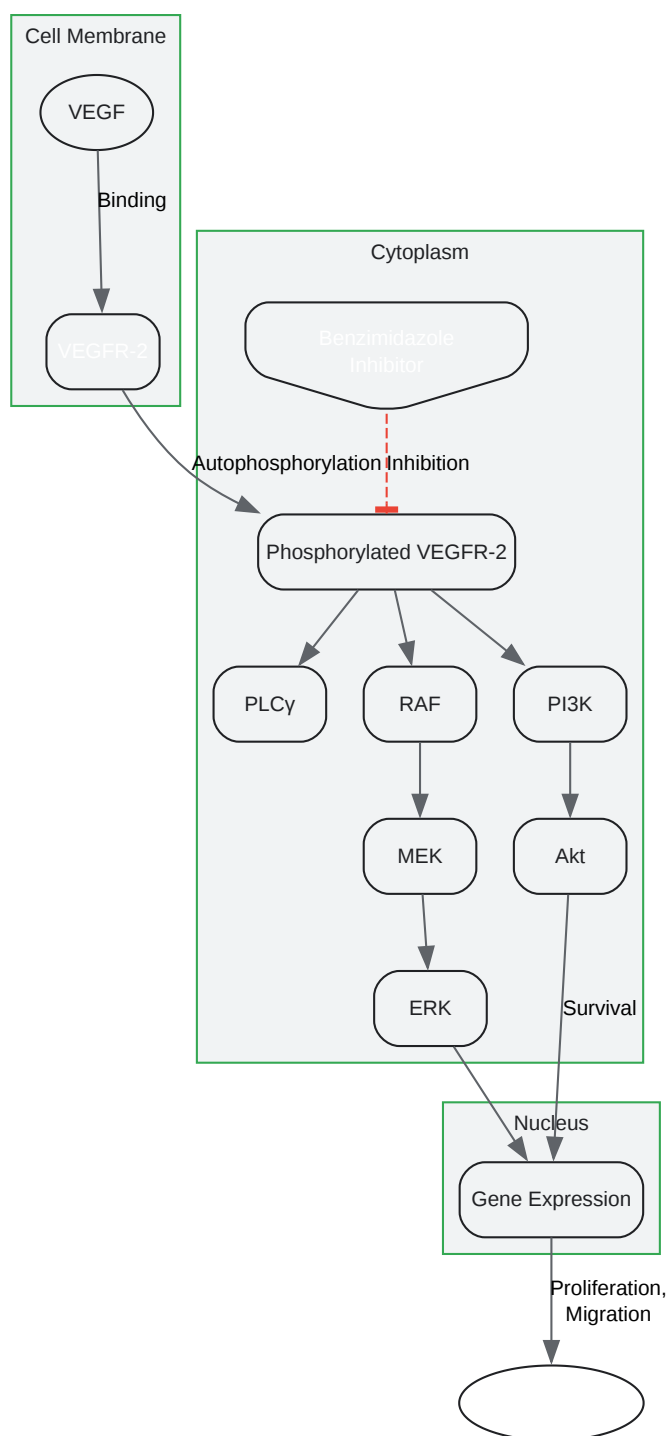 Cell Membrane
VEGF
Binding
VEGFR-2
Cytoplasm
Benzimidazole
Inhibitor
Autophosphorylation
Inhibition
Phosphorylated VEGFR-2
PLCγ
RAF
PI3K
MEK
Akt
ERK
Survival
Nucleus
Gene Expression
Proliferation,
Migration